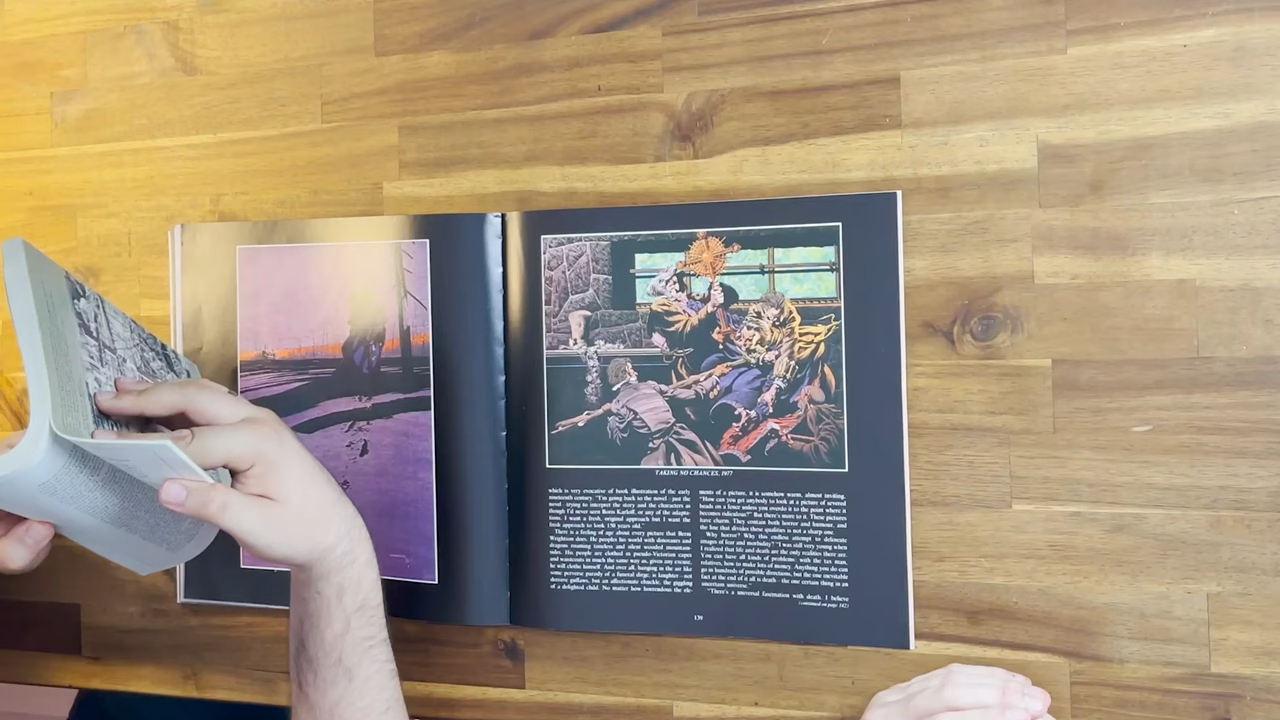 TAKING NO CHANCES, 1977
which is very evocative of book illustration of the early
nineteenth century. "I'm going back to the novel—just the
novel—trying to interpret the story and the characters as
though I'd never seen Boris Karloff, or any of the adapta-
tions. I want a fresh, original approach but I want the
fresh approach to look 150 years old."
There is a feeling of age about every picture that Berni
Wrightson does. He peoples his world with dinosaurs and
dragons roaming timeless and silent wooded mountain-
sides. His people are clothed in pseudo-Victorian capes
and waistcoats in much the same way as, given any excuse,
he will clothe himself. And over all, hanging in the air like
some perverse parody of a funeral dirge, is laughter—not
derisive guffaws, but an affectionate chuckle, the giggling
of a delighted child. No matter how horrendous the ele-
ments of a picture, it is somehow warm, almost inviting.
"How can you get anybody to look at a picture of severed
heads on a fence unless you overdo it to the point where it
becomes ridiculous?" But there's more to it. These pictures
have charm. They contain both horror and humour, and
the line that divides these qualities is not a sharp one.
Why horror? Why this endless attempt to delineate
images of fear and morbidity? "I was still very young when
I realized that life and death are the only realities there are.
You can have all kinds of problems: with the tax man,
relatives, how to make lots of money. Anything you do can
go in hundreds of possible directions, but the one inevitable
fact at the end of it all is death—the one certain thing in an
uncertain universe."
"There's a universal fascination with death. I believe
(continued on page 142)
139